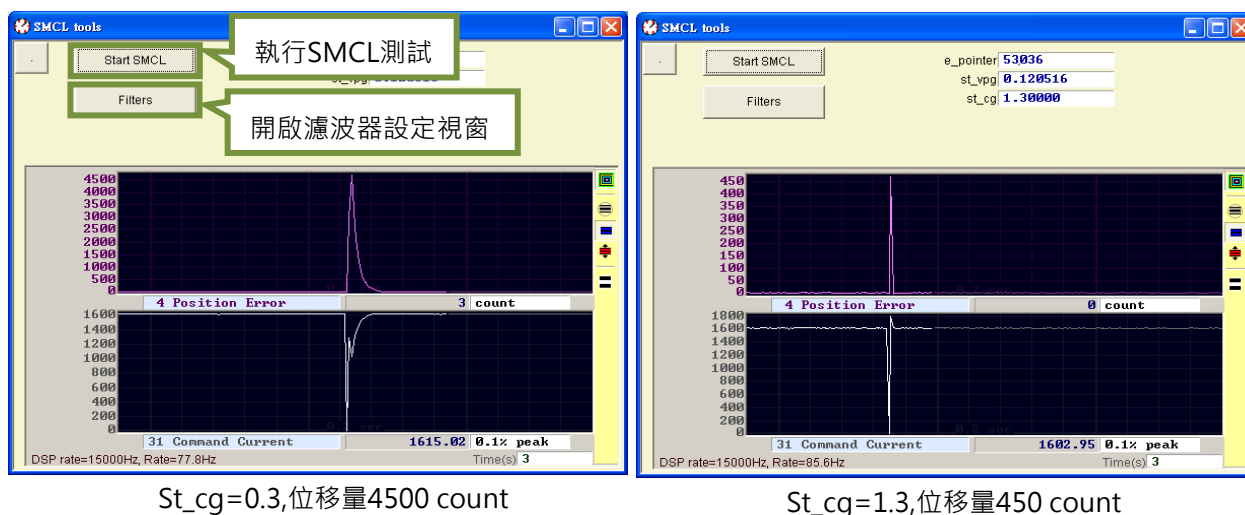 SMCL tools
Start SMCL
執行SMCL測試
Filters
開啟濾波器設定視窗
4500
4000
3500
3000
2500
2000
1500
1000
500
0
4 Position Error 3 count
1600
1400
1200
1000
800
600
400
200
0
31 Command Current 1615.02 0.1% peak
DSP rate=15000Hz, Rate=77.8Hz Time(s) 3
St_cg=0.3,位移量4500 count
SMCL tools
Start SMCL
Filters
e_pointer 53036
st_vpg 0.120516
st_cg 1.30000
450
400
350
300
250
200
150
100
50
0
4 Position Error 0 count
1800
1600
1400
1200
1000
800
600
400
200
0
0.2 sec
31 Command Current 1602.95 0.1% peak
DSP rate=15000Hz, Rate=85.6Hz Time(s) 3
St_cg=1.3,位移量450 count